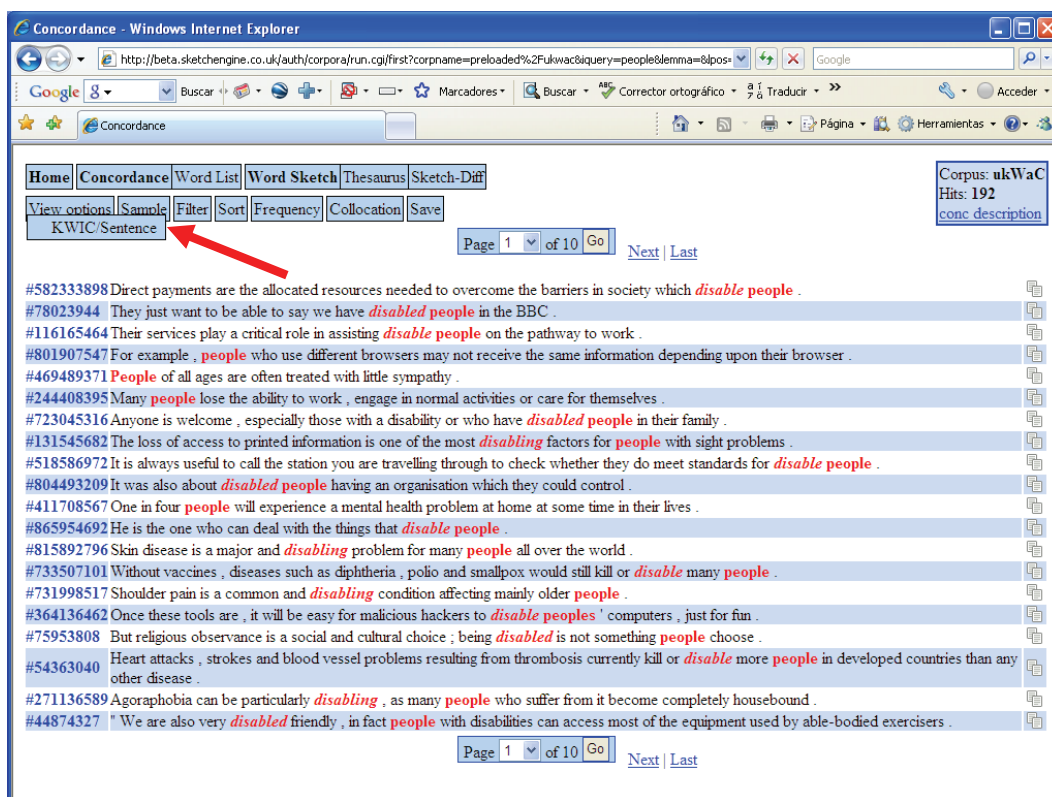 Concordance - Windows Internet Explorer
http://beta.sketchengine.co.uk/auth/corpora/run.cgi/first?corpname=preloaded%2Fukwac&iquery=people&lemma=&lpos= Google
Google Buscar Marcadores Buscar ABC Corrector ortográfico Traducir » Acceder
Concordance Página Herramientas
Home Concordance Word List Word Sketch Thesaurus Sketch-Diff
Corpus: ukWaC
Hits: 192
conc description
View options Sample Filter Sort Frequency Collocation Save
KWIC/Sentence
Page 1 of 10 Go Next | Last
#582333898 Direct payments are the allocated resources needed to overcome the barriers in society which disable people .
#78023944 They just want to be able to say we have disabled people in the BBC .
#116165464 Their services play a critical role in assisting disable people on the pathway to work .
#801907547 For example , people who use different browsers may not receive the same information depending upon their browser .
#469489371 People of all ages are often treated with little sympathy .
#244408395 Many people lose the ability to work , engage in normal activities or care for themselves .
#723045316 Anyone is welcome , especially those with a disability or who have disabled people in their family .
#131545682 The loss of access to printed information is one of the most disabling factors for people with sight problems .
#518586972 It is always useful to call the station you are travelling through to check whether they do meet standards for disable people .
#804493209 It was also about disabled people having an organisation which they could control .
#411708567 One in four people will experience a mental health problem at home at some time in their lives .
#865954692 He is the one who can deal with the things that disable people .
#815892796 Skin disease is a major and disabling problem for many people all over the world .
#733507101 Without vaccines , diseases such as diphtheria , polio and smallpox would still kill or disable many people .
#731998517 Shoulder pain is a common and disabling condition affecting mainly older people .
#364136462 Once these tools are , it will be easy for malicious hackers to disable peoples ' computers , just for fun .
#75953808 But religious observance is a social and cultural choice ; being disabled is not something people choose .
#54363040 Heart attacks , strokes and blood vessel problems resulting from thrombosis currently kill or disable more people in developed countries than any
other disease .
#271136589 Agoraphobia can be particularly disabling , as many people who suffer from it become completely housebound .
#44874327 " We are also very disabled friendly , in fact people with disabilities can access most of the equipment used by able-bodied exercisers .
Page 1 of 10 Go Next | Last